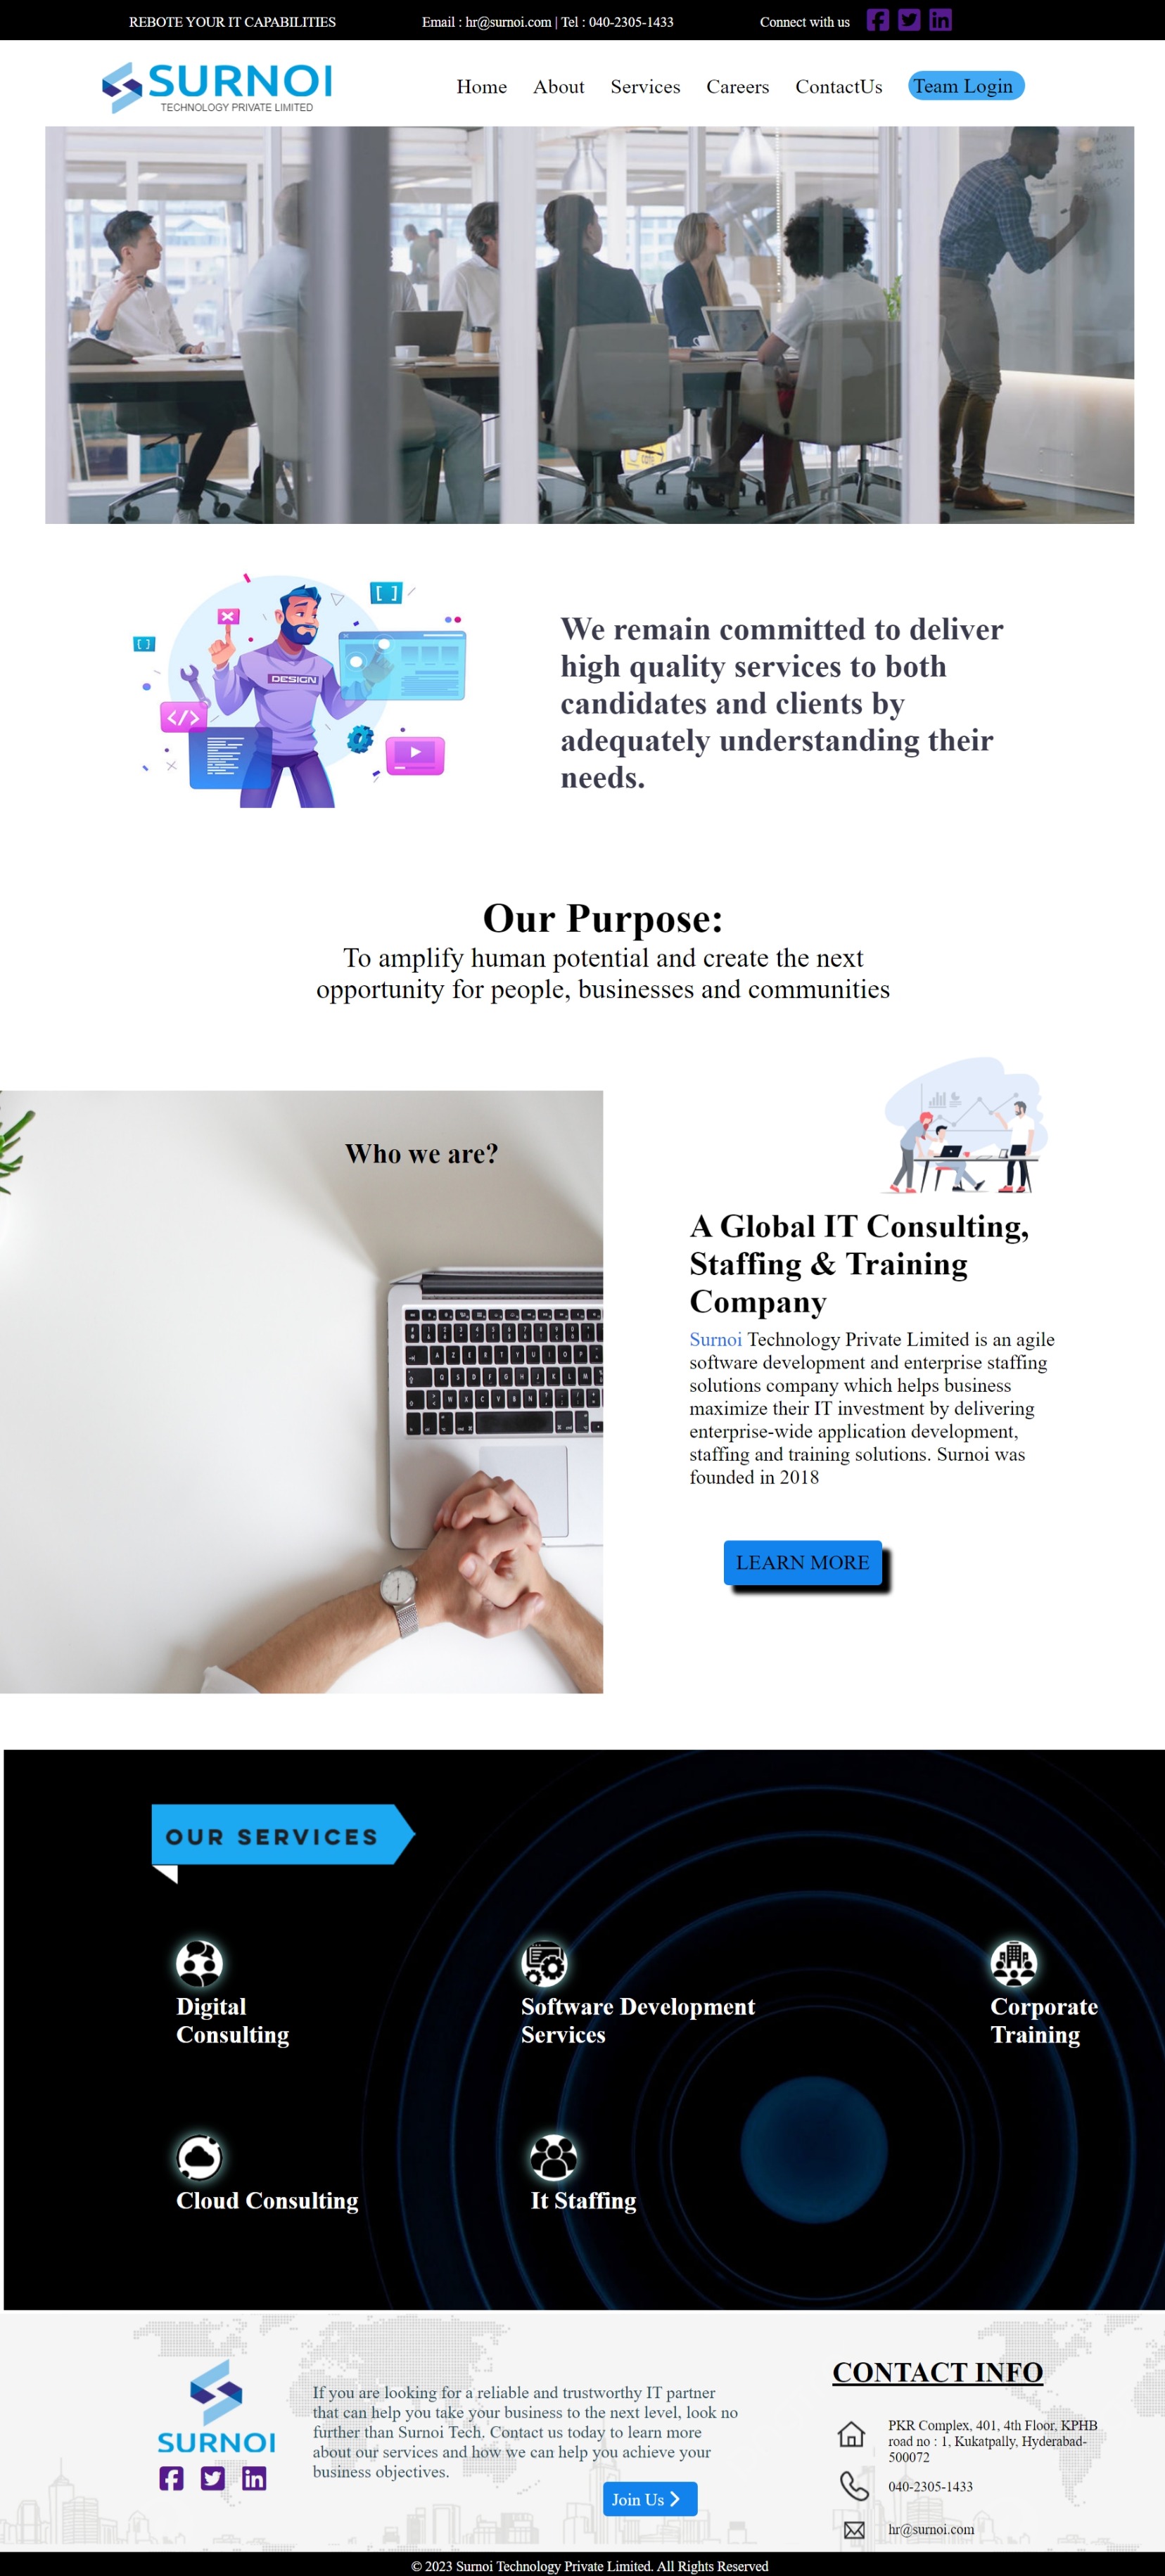 REBOTE YOUR IT CAPABILITIES
Email : hr@surnoi.com | Tel : 040-2305-1433
Connect with us
SURNOI
TECHNOLOGY PRIVATE LIMITED
Home
About
Services
Careers
ContactUs
Team Login
DESIGN
We remain committed to deliver
high quality services to both
candidates and clients by
adequately understanding their
needs.
Our Purpose:
To amplify human potential and create the next
opportunity for people, businesses and communities
Who we are?
A Global IT Consulting,
Staffing & Training
Company
Surnoi Technology Private Limited is an agile
software development and enterprise staffing
solutions company which helps business
maximize their IT investment by delivering
enterprise-wide application development,
staffing and training solutions. Surnoi was
founded in 2018
LEARN MORE
OUR SERVICES
Digital
Consulting
Software Development
Services
Corporate
Training
Cloud Consulting
It Staffing
SURNOI
If you are looking for a reliable and trustworthy IT partner
that can help you take your business to the next level, look no
further than Surnoi Tech. Contact us today to learn more
about our services and how we can help you achieve your
business objectives.
Join Us
CONTACT INFO
PKR Complex, 401, 4th Floor, KPHB
road no : 1, Kukatpally, Hyderabad-
500072
040-2305-1433
hr@surnoi.com
© 2023 Surnoi Technology Private Limited. All Rights Reserved